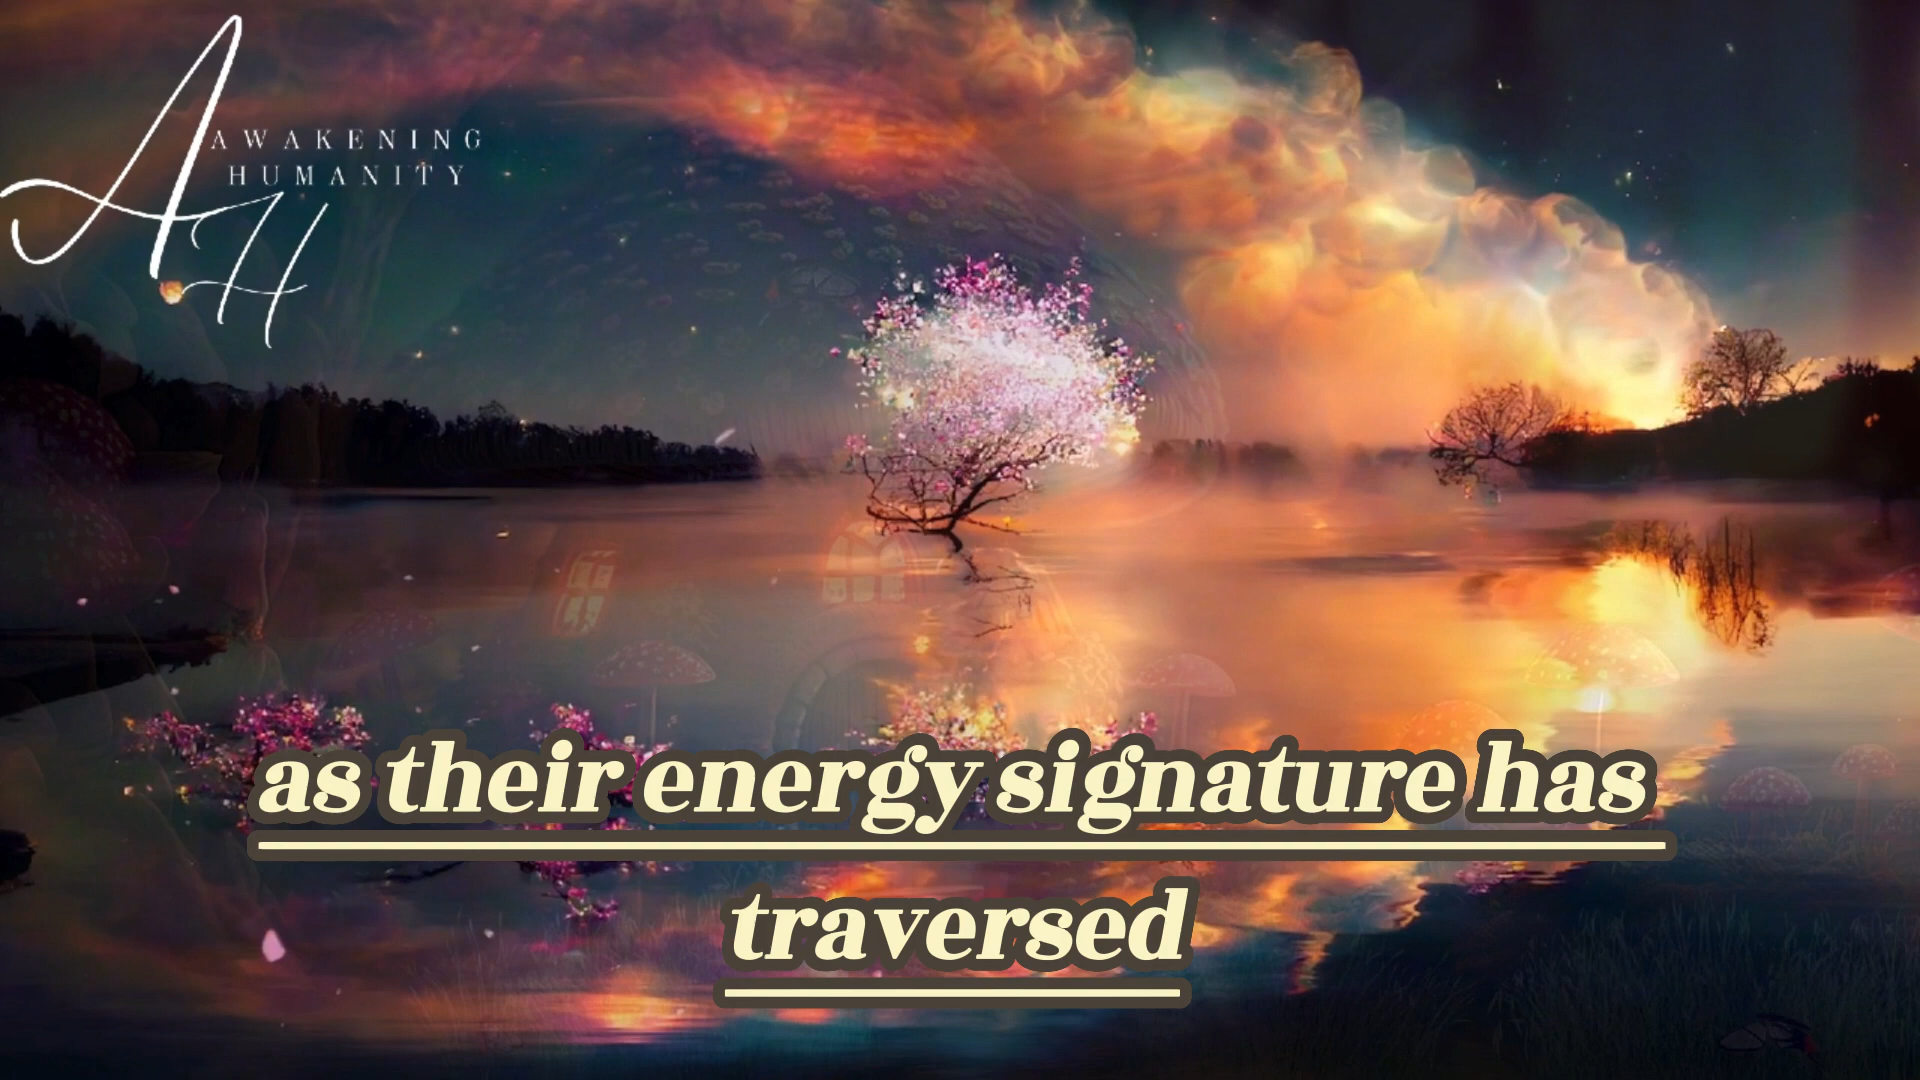 AWAKENING
HUMANITY
AH
as their energy signature has
traversed